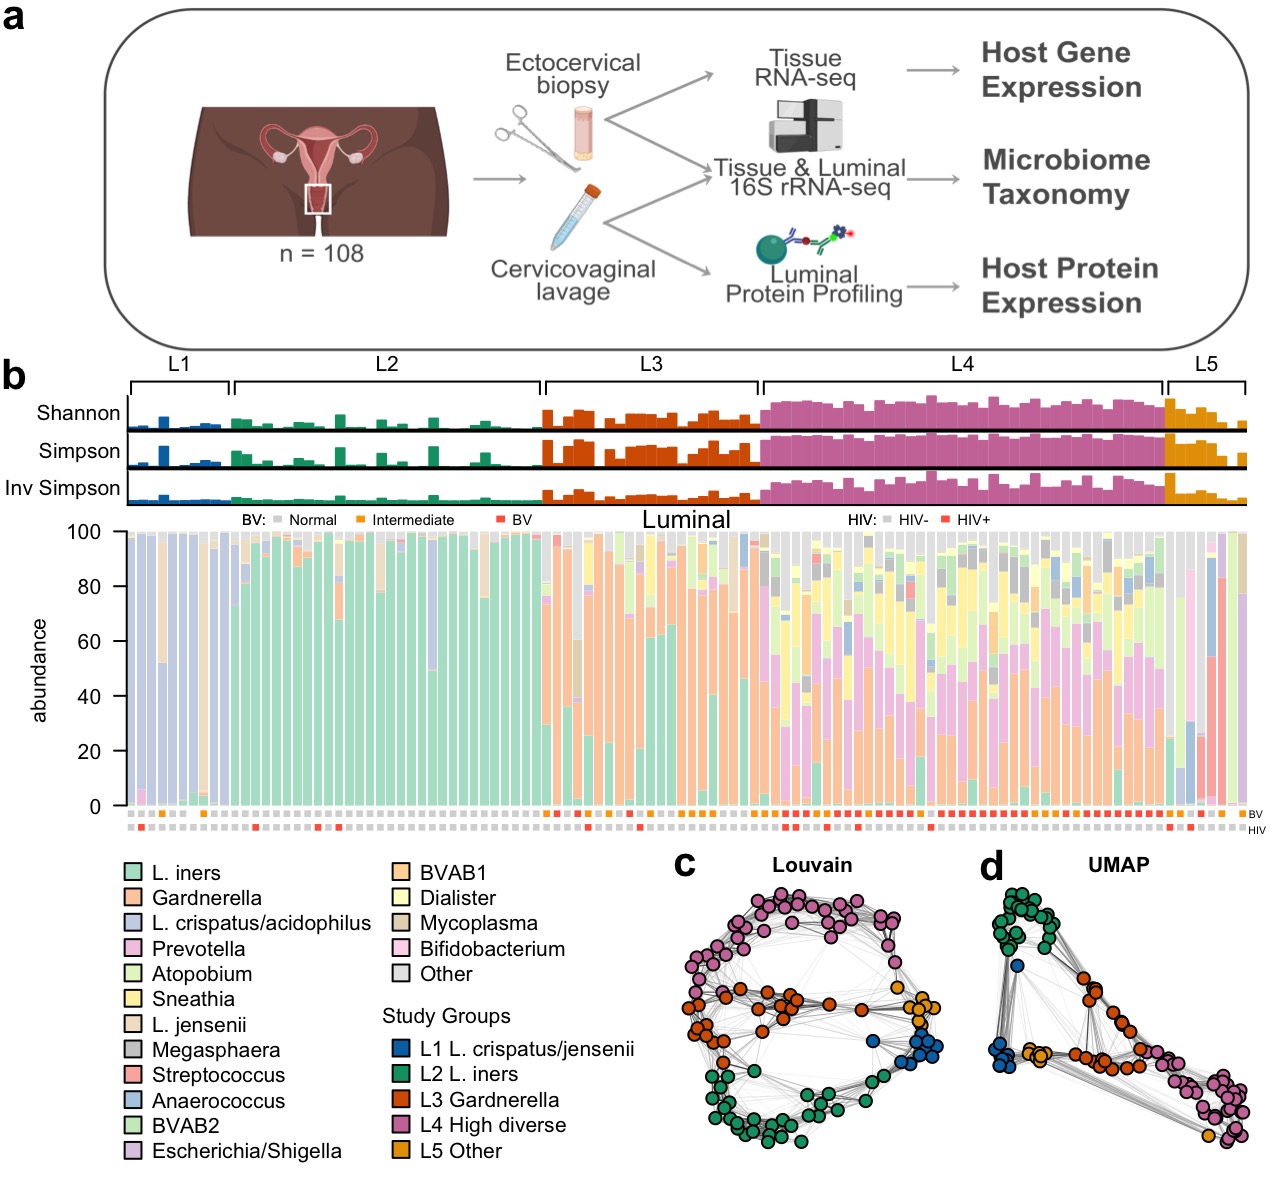 a
Ectocervical
biopsy
Tissue
RNA-seq
Host Gene
Expression
Tissue & Luminal
16S rRNA-seq
Microbiome
Taxonomy
n = 108
Cervicovaginal
lavage
Luminal
Protein Profiling
Host Protein
Expression
b
L1 L2 L3 L4 L5
Shannon
Simpson
Inv Simpson
BV: Normal Intermediate BV
Luminal
HIV: HIV- HIV+
abundance
100
80
60
40
20
0
BV
HIV
L. iners
Gardnerella
L. crispatus/acidophilus
Prevotella
Atopobium
Sneathia
L. jensenii
Megasphaera
Streptococcus
Anaerococcus
BVAB2
Escherichia/Shigella
BVAB1
Dialister
Mycoplasma
Bifidobacterium
Other
Study Groups
L1 L. crispatus/jensenii
L2 L. iners
L3 Gardnerella
L4 High diverse
L5 Other
c
Louvain
d
UMAP